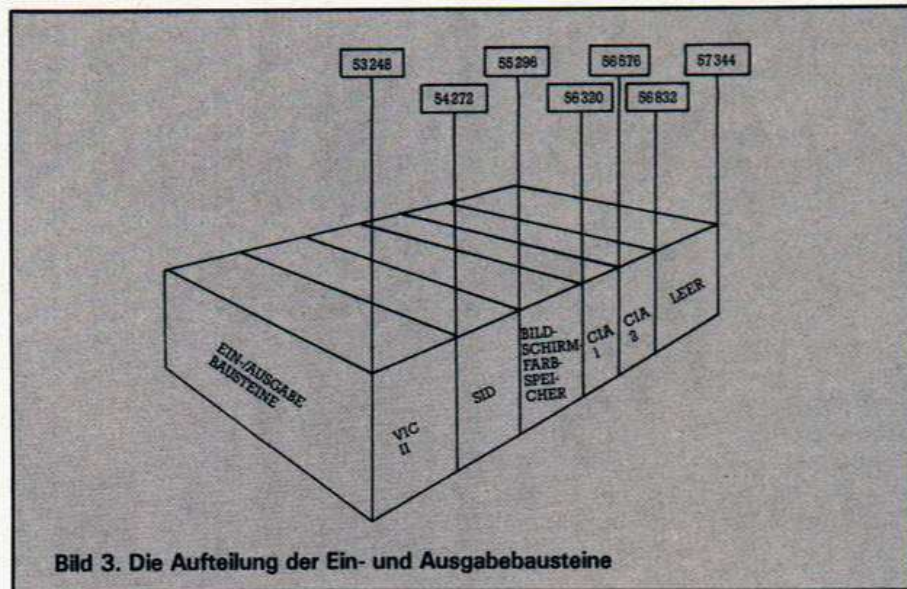 53248
55296
56576
57344
54272
56320
56832
EIN-/AUSGABE
BAUSTEINE
VIC
II
SID
BILD-
SCHIRM-
FARB-
SPEI-
CHER
CIA
1
CIA
2
LEER
Bild 3. Die Aufteilung der Ein- und Ausgabebausteine